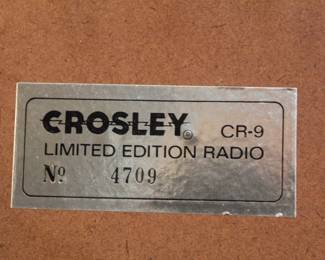 CROSLEY® CR-9
LIMITED EDITION RADIO
No 4709